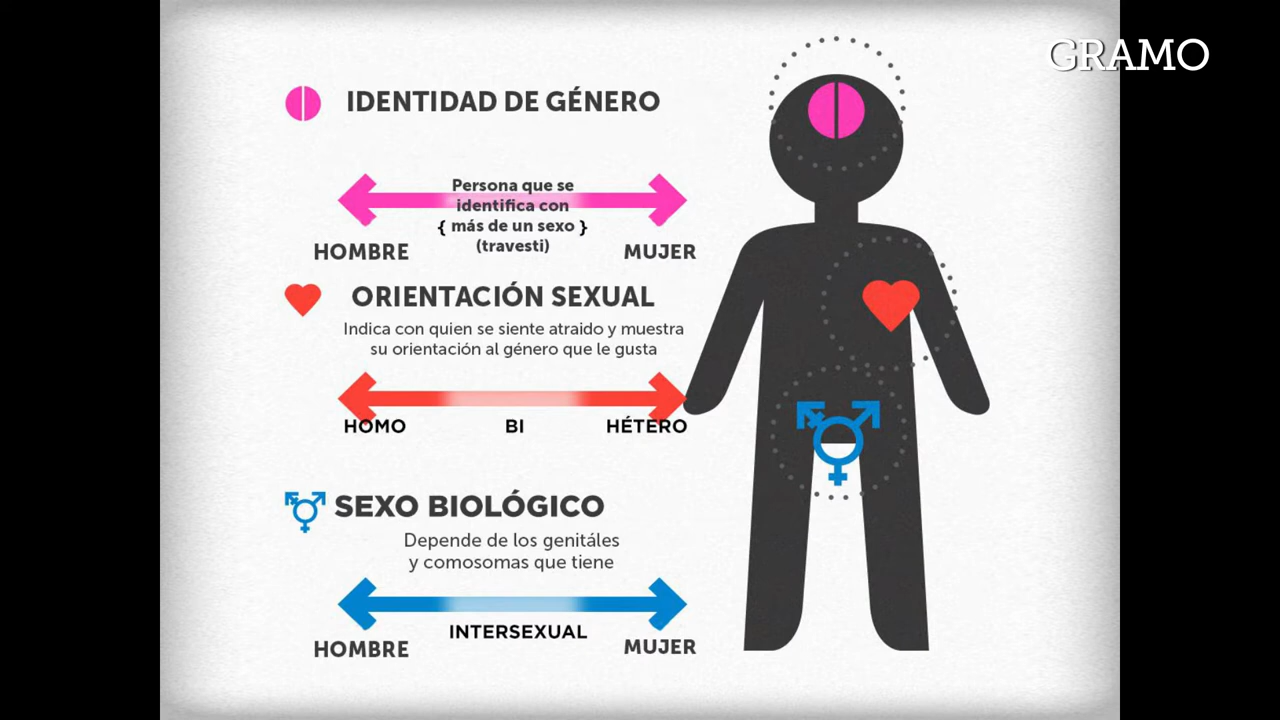 GRAMO
IDENTIDAD DE GÉNERO
Persona que se
identifica con
{ más de un sexo }
(travesti)
HOMBRE
MUJER
ORIENTACIÓN SEXUAL
Indica con quien se siente atraido y muestra
su orientación al género que le gusta
HOMO
BI
HÉTERO
SEXO BIOLÓGICO
Depende de los genitáles
y comosomas que tiene
INTERSEXUAL
HOMBRE
MUJER